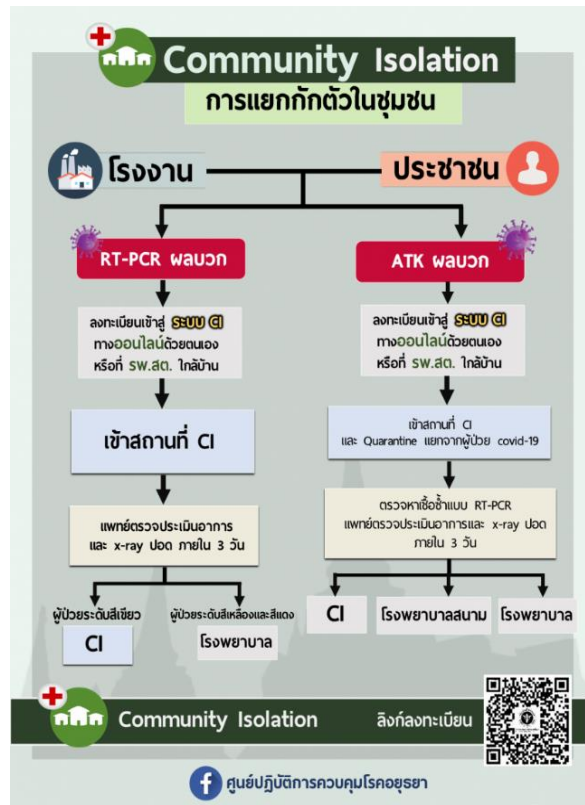 Community Isolation
การแยกกักตัวในชุมชน
โรงงาน
ประชาชน
RT-PCR ผลบวก
ลงทะเบียนเข้าสู่ ระบบ CI
ทางออนไลน์ด้วยตนเอง
หรือที่ รพ.สต. ใกล้บ้าน
เข้าสถานที่ CI
แพทย์ตรวจประเมินอาการ
และ x-ray ปอด ภายใน 3 วัน
ผู้ป่วยระดับสีเขียว
CI
ผู้ป่วยระดับสีเหลืองและสีแดง
โรงพยาบาล
ATK ผลบวก
ลงทะเบียนเข้าสู่ ระบบ CI
ทางออนไลน์ด้วยตนเอง
หรือที่ รพ.สต. ใกล้บ้าน
เข้าสถานที่ CI
และ Quarantine แยกจากผู้ป่วย covid-19
ตรวจหาเชื้อซ้ำแบบ RT-PCR
แพทย์ตรวจประเมินอาการและ x-ray ปอด
ภายใน 3 วัน
CI
โรงพยาบาลสนาม
โรงพยาบาล
Community Isolation
ลิงก์ลงทะเบียน
ศูนย์ปฏิบัติการควบคุมโรคอยุธยา